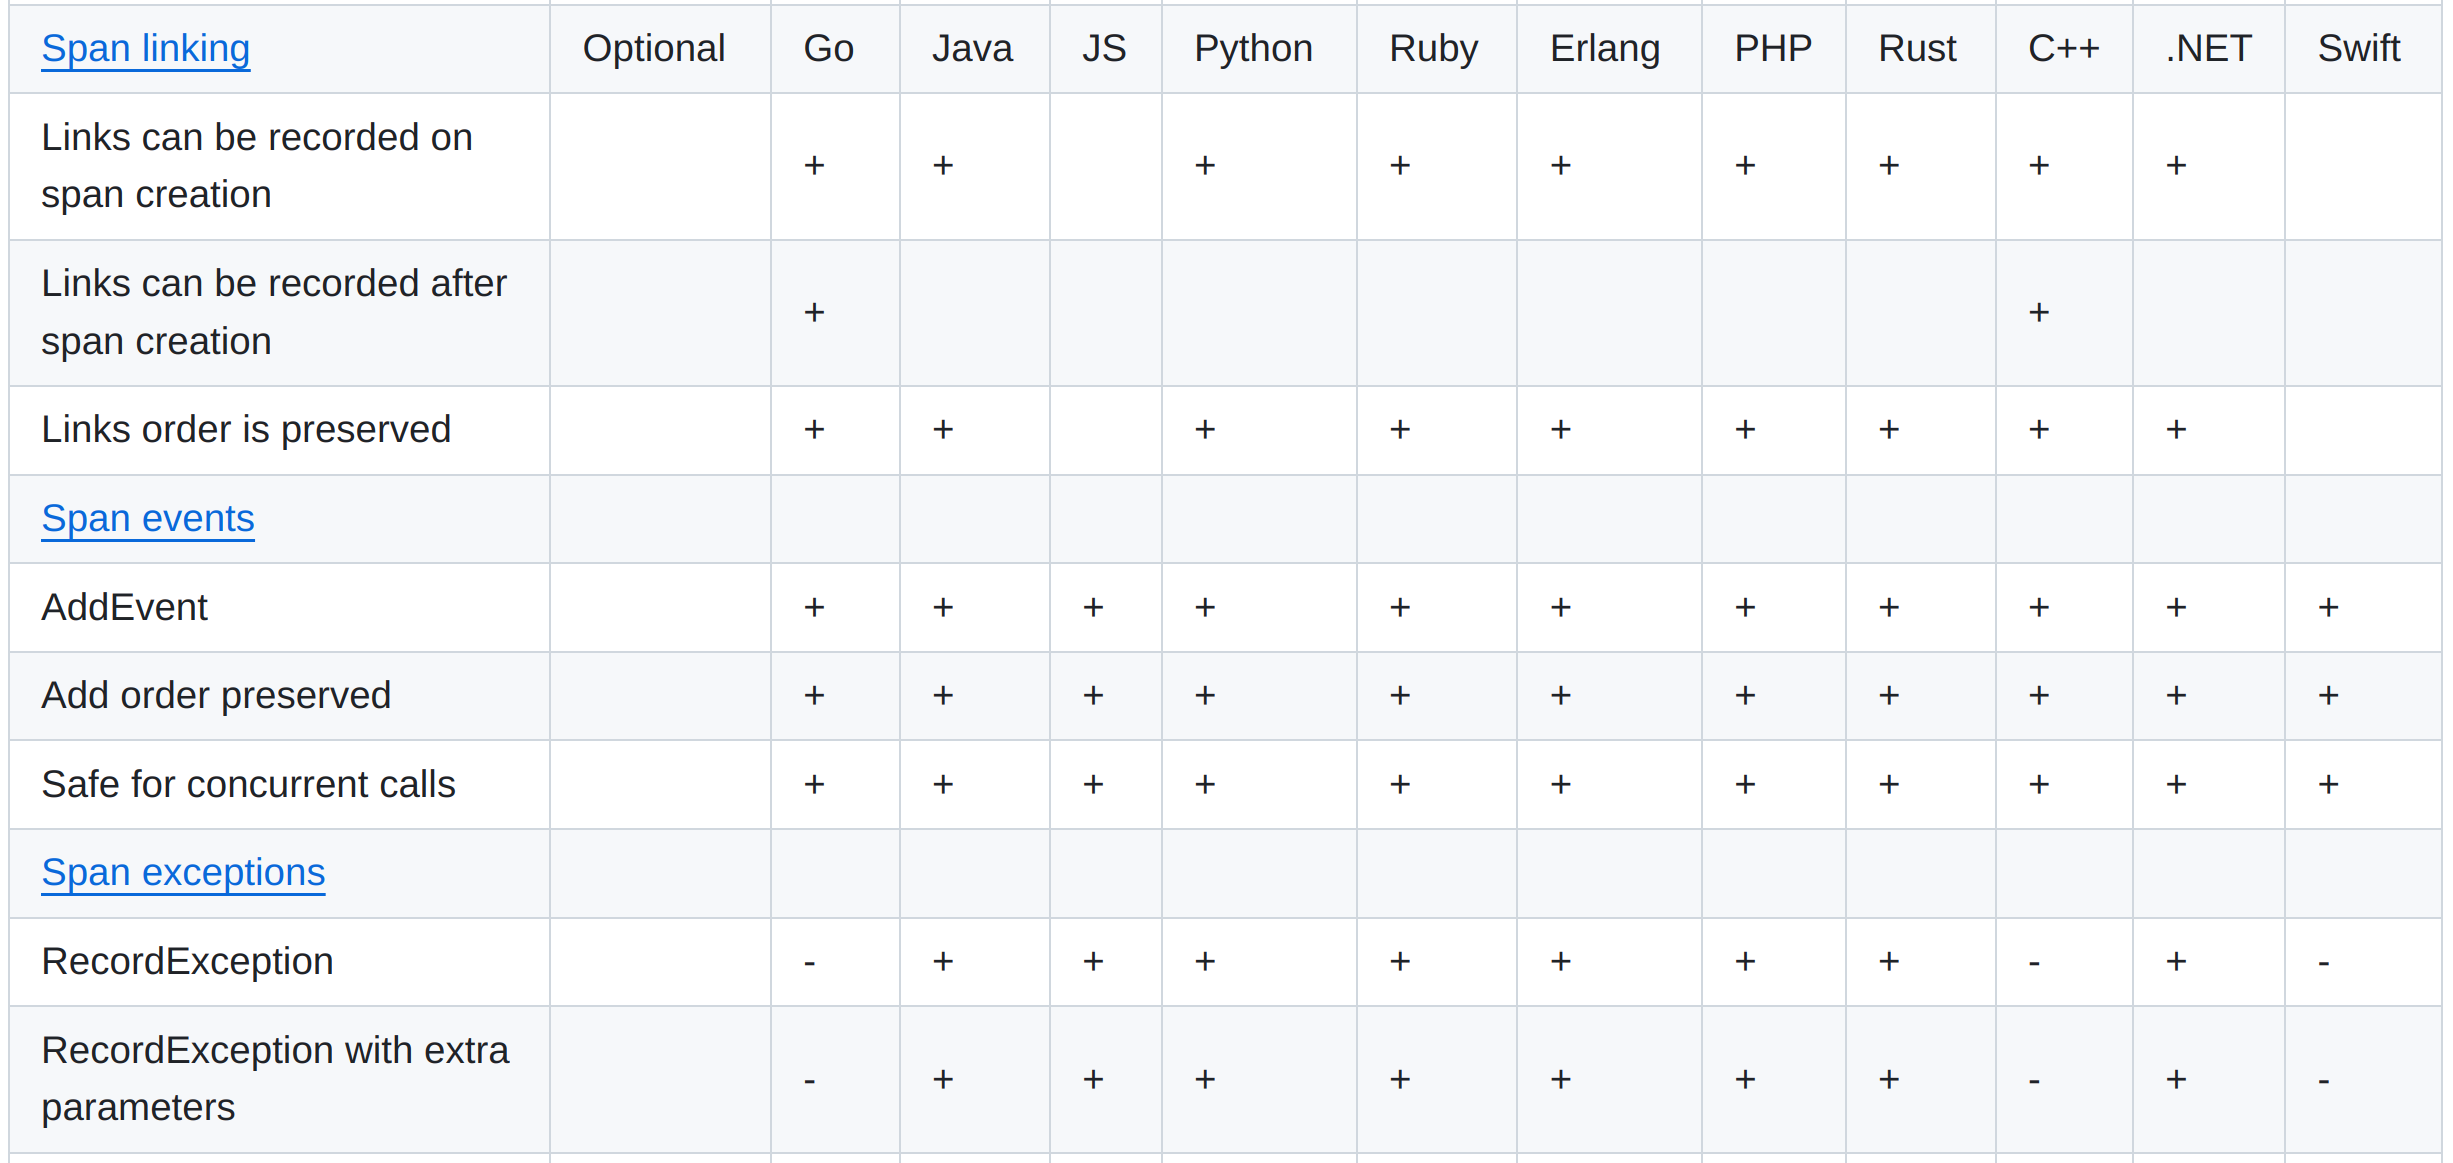 Span linking Optional Go Java JS Python Ruby Erlang PHP Rust C++ .NET Swift
Links can be recorded on
span creation
+ + + + + + + + +
Links can be recorded after
span creation
+ +
Links order is preserved + + + + + + + + +
Span events
AddEvent + + + + + + + + + + +
Add order preserved + + + + + + + + + + +
Safe for concurrent calls + + + + + + + + + + +
Span exceptions
RecordException - + + + + + + + - + -
RecordException with extra
parameters
- + + + + + + + - + -